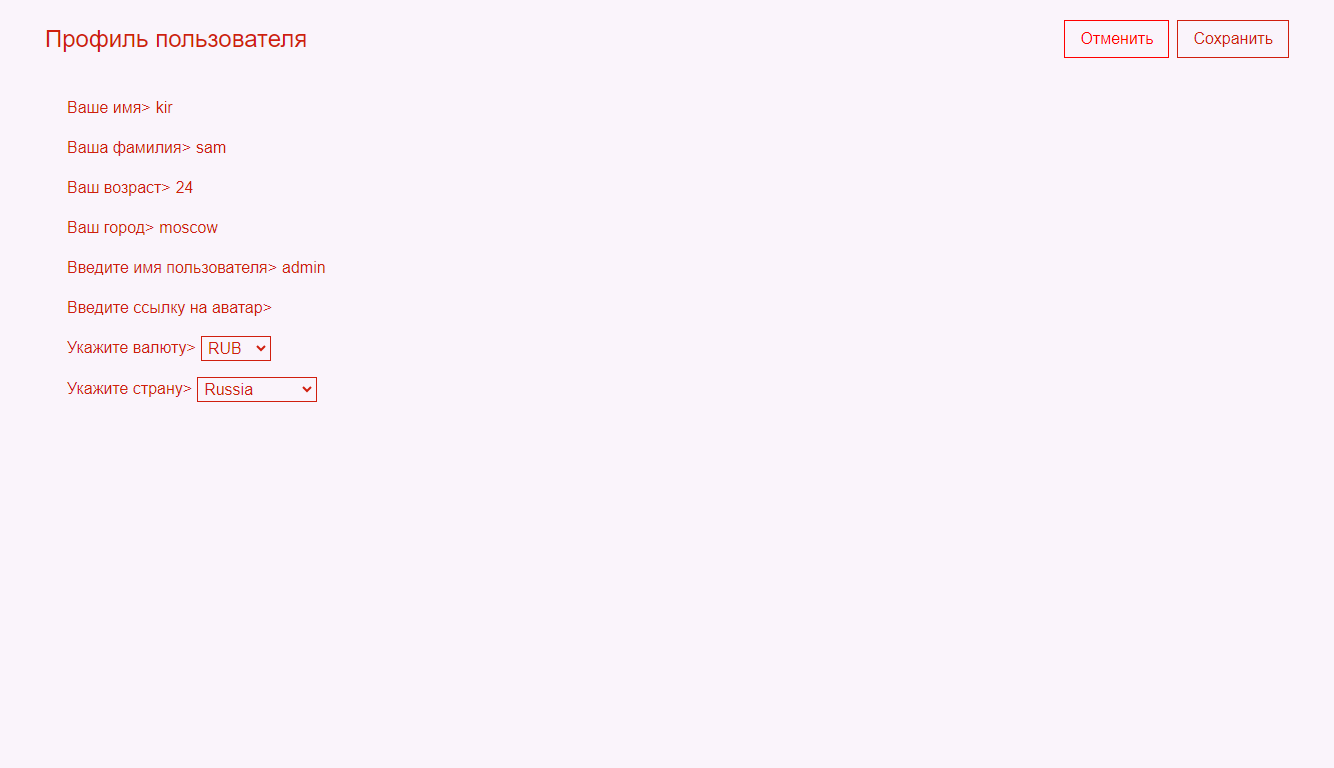 Профиль пользователя
Отменить
Сохранить
Ваше имя> kir
Ваша фамилия> sam
Ваш возраст> 24
Ваш город> moscow
Введите имя пользователя> admin
Введите ссылку на аватар>
Укажите валюту> RUB
Укажите страну> Russia